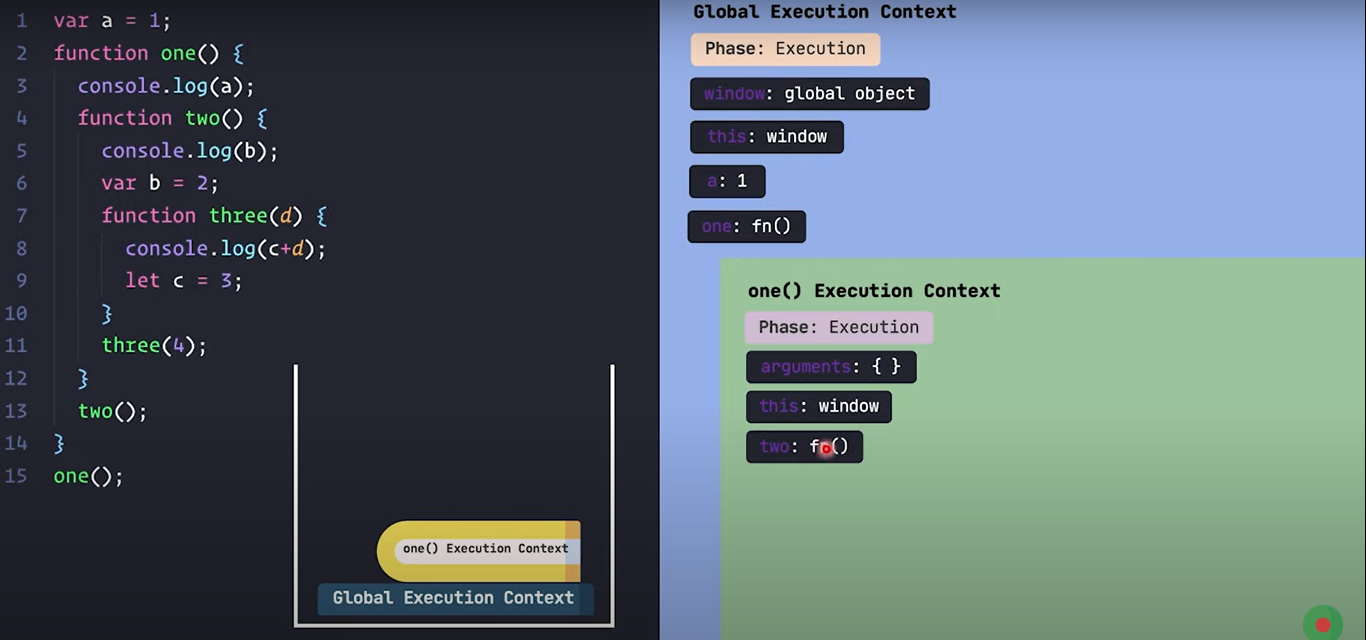 1 var a = 1;
2 function one() {
3 console.log(a);
4 function two() {
5 console.log(b);
6 var b = 2;
7 function three(d) {
8 console.log(c+d);
9 let c = 3;
10 }
11 three(4);
12 }
13 two();
14 }
15 one();
one() Execution Context
Global Execution Context
Global Execution Context
Phase: Execution
window: global object
this: window
a: 1
one: fn()
one() Execution Context
Phase: Execution
arguments: { }
this: window
two: fn()